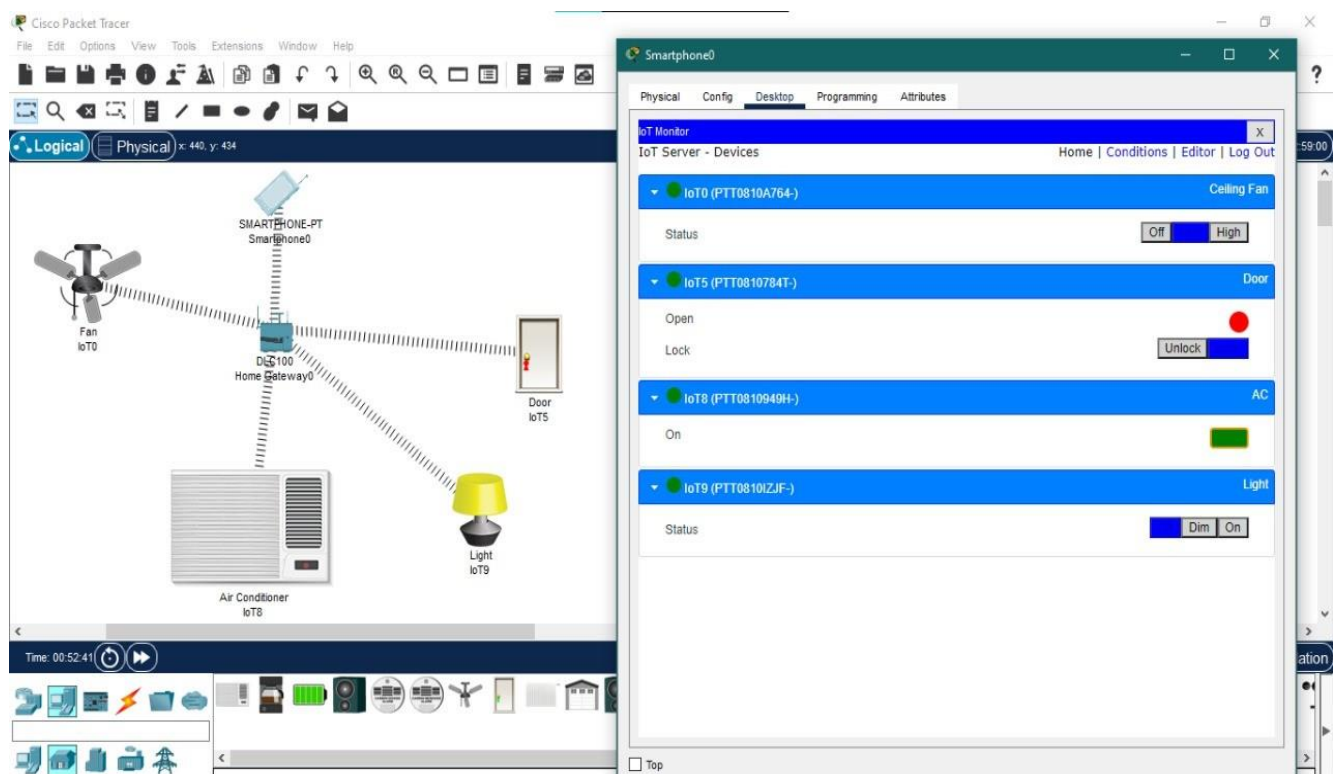 Cisco Packet Tracer
File Edit Options View Tools Extensions Window Help
?
Logical Physical x: 440, y: 434
:59:00
SMARTPHONE-PT
Smartphone0
Fan
IoT0
DLC100
Home Gateway0
Door
IoT5
Light
IoT9
Air Conditioner
IoT8
Time: 00:52:41
ation
Smartphone0
Physical Config Desktop Programming Attributes
IoT Monitor X
IoT Server - Devices Home | Conditions | Editor | Log Out
IoT0 (PTT0810A764-) Ceiling Fan
Status Off High
IoT5 (PTT0810784T-) Door
Open
Lock Unlock
IoT8 (PTT0810949H-) AC
On
IoT9 (PTT0810IZJF-) Light
Status Dim On
Top